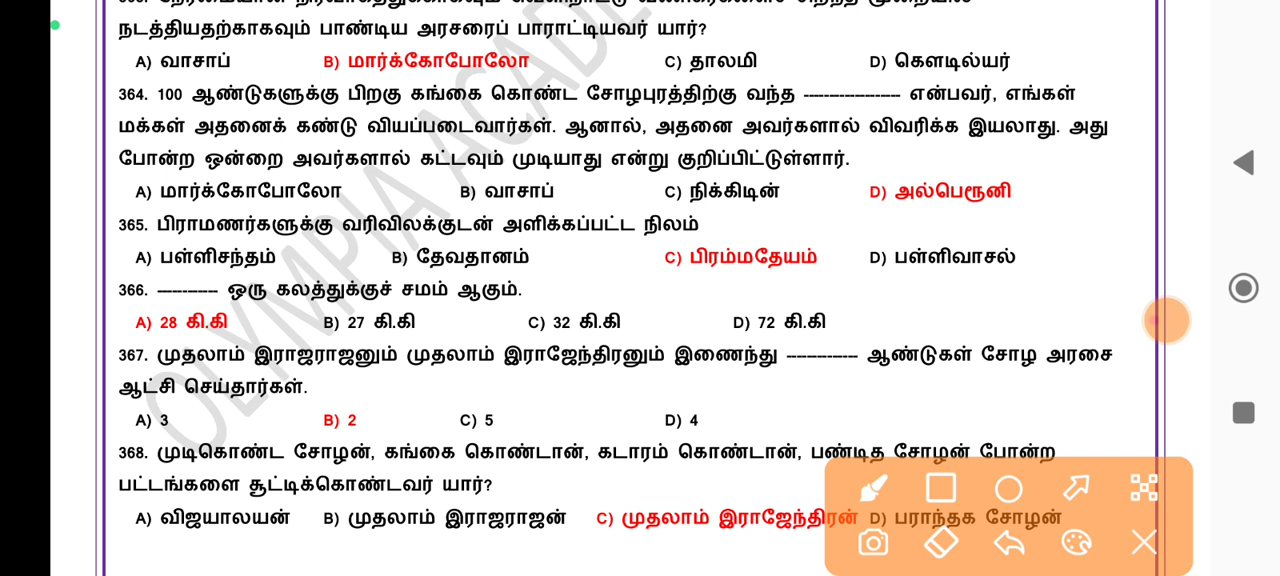 நடத்தியதற்காகவும் பாண்டிய அரசரைப் பாராட்டியவர் யார்?
A) வாசாப் B) மார்க்கோபோலோ C) தாலமி D) கௌடில்யர்
364. 100 ஆண்டுகளுக்கு பிறகு கங்கை கொண்ட சோழபுரத்திற்கு வந்த ------------------- என்பவர், எங்கள்
மக்கள் அதனைக் கண்டு வியப்படைவார்கள். ஆனால், அதனை அவர்களால் விவரிக்க இயலாது. அது
போன்ற ஒன்றை அவர்களால் கட்டவும் முடியாது என்று குறிப்பிட்டுள்ளார்.
A) மார்க்கோபோலோ B) வாசாப் C) நிக்கிடின் D) அல்பெரூனி
365. பிராமணர்களுக்கு வரிவிலக்குடன் அளிக்கப்பட்ட நிலம்
A) பள்ளிசந்தம் B) தேவதானம் C) பிரம்மதேயம் D) பள்ளிவாசல்
366. ------------ ஒரு கலத்துக்குச் சமம் ஆகும்.
A) 28 கி.கி B) 27 கி.கி C) 32 கி.கி D) 72 கி.கி
367. முதலாம் இராஜராஜனும் முதலாம் இராஜேந்திரனும் இணைந்து -------------- ஆண்டுகள் சோழ அரசை
ஆட்சி செய்தார்கள்.
A) 3 B) 2 C) 5 D) 4
368. முடிகொண்ட சோழன், கங்கை கொண்டான், கடாரம் கொண்டான், பண்டித சோழன் போன்ற
பட்டங்களை சூட்டிக்கொண்டவர் யார்?
A) விஜயாலயன் B) முதலாம் இராஜராஜன் C) முதலாம் இராஜேந்திரன் D) பராந்தக சோழன்
OLYMPIA ACADE